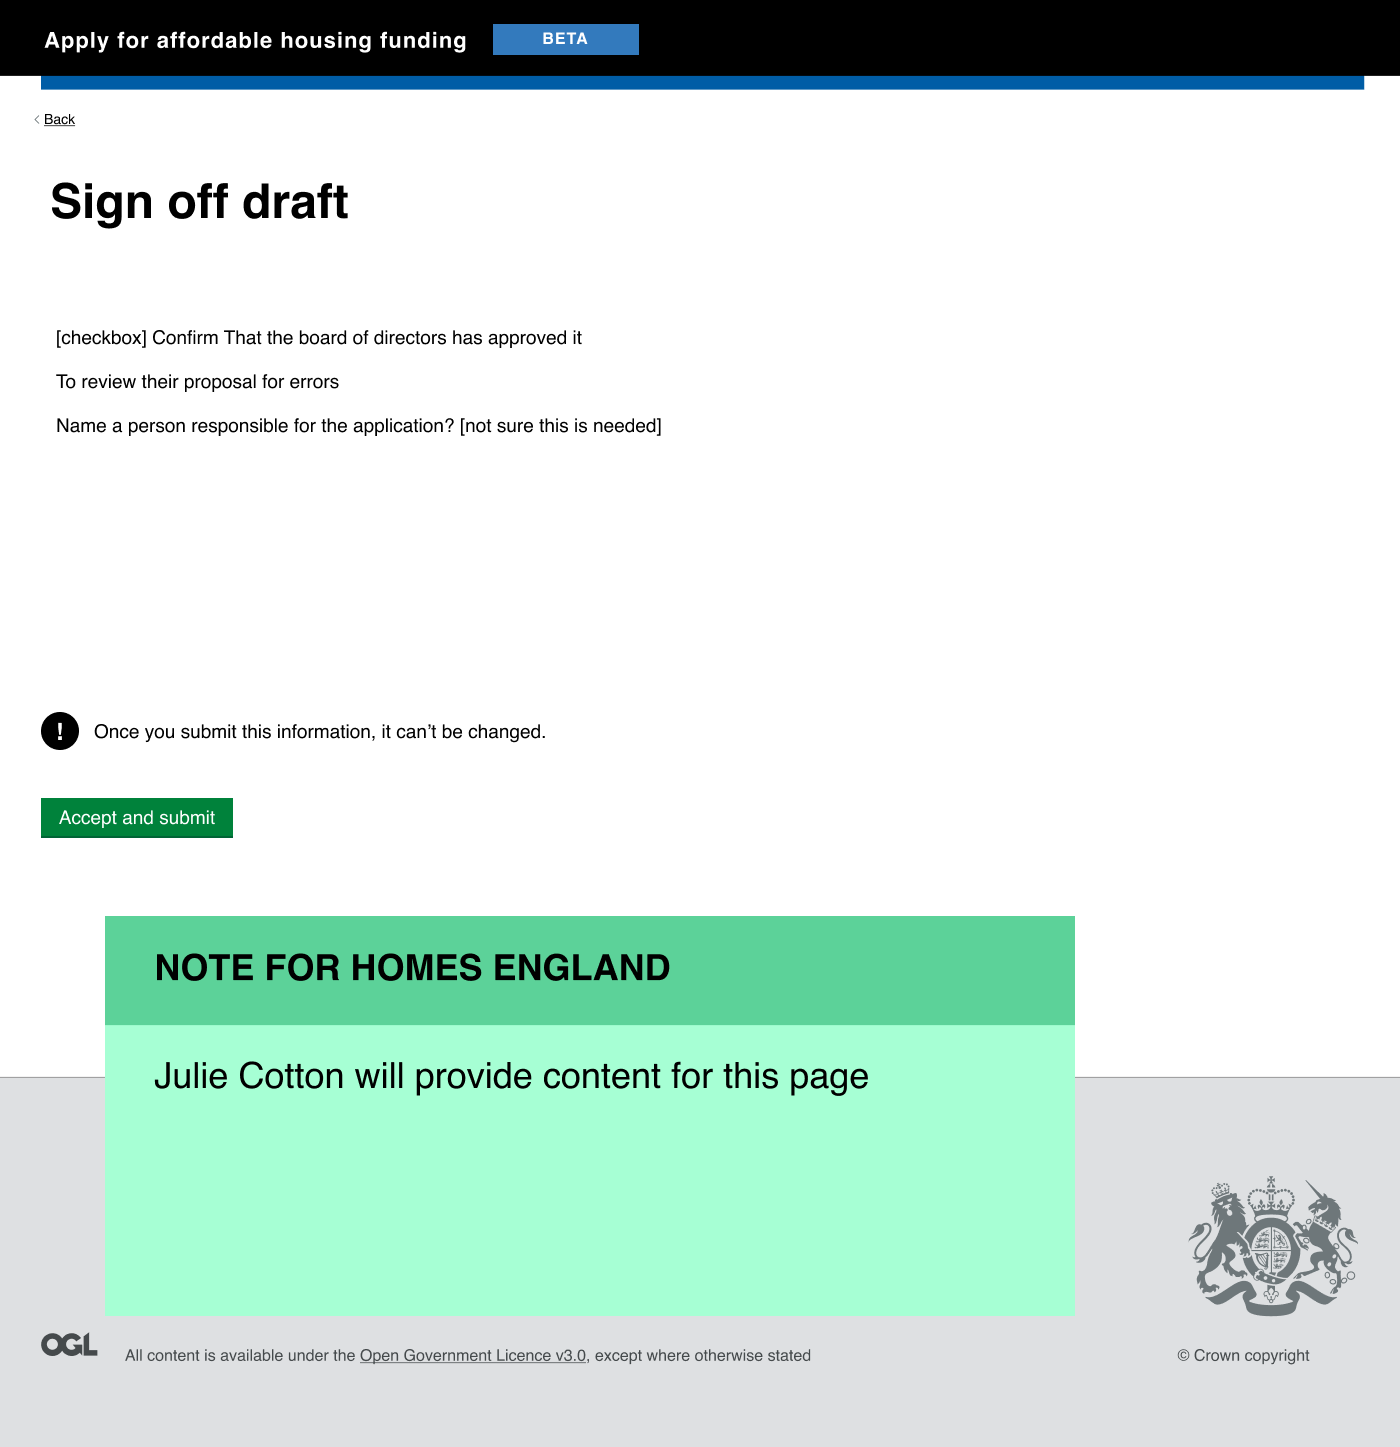 Apply for affordable housing funding BETA
Back
Sign off draft
[checkbox] Confirm That the board of directors has approved it
To review their proposal for errors
Name a person responsible for the application? [not sure this is needed]
! Once you submit this information, it can’t be changed.
Accept and submit
NOTE FOR HOMES ENGLAND
Julie Cotton will provide content for this page
OGL All content is available under the Open Government Licence v3.0, except where otherwise stated © Crown copyright